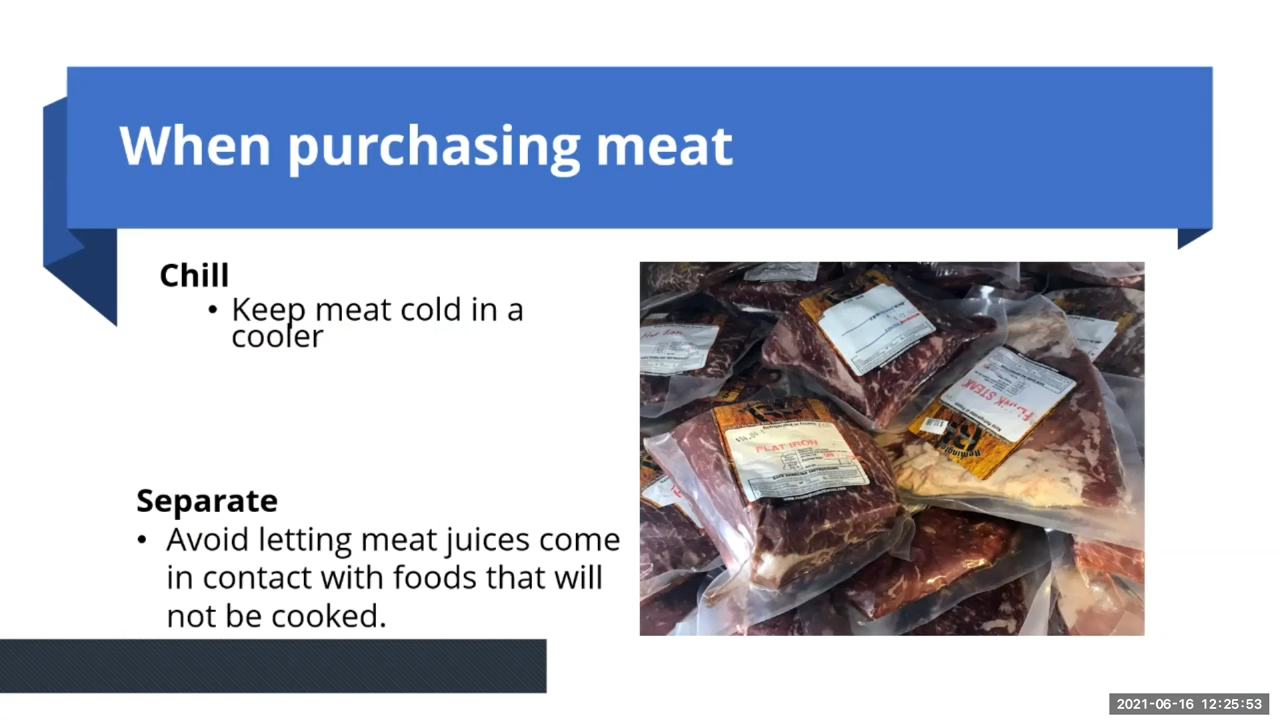 When purchasing meat
Chill
• Keep meat cold in a
cooler
Separate
• Avoid letting meat juices come
in contact with foods that will
not be cooked.
FLANK STEAK
FLAT IRON
2021-06-16 12:25:53